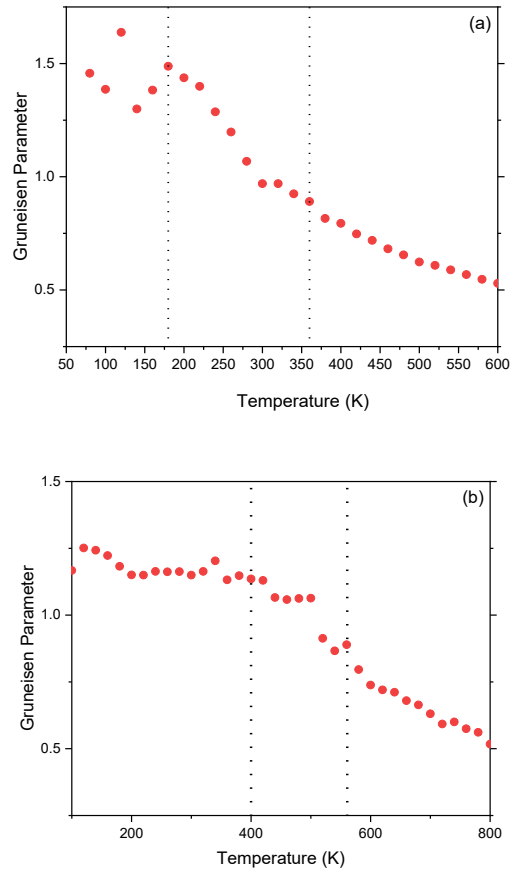 (a)
1.5
1.0
0.5
Gruneisen Parameter
50 100 150 200 250 300 350 400 450 500 550 600
Temperature (K)
(b)
1.5
1.0
0.5
Gruneisen Parameter
200 400 600 800
Temperature (K)